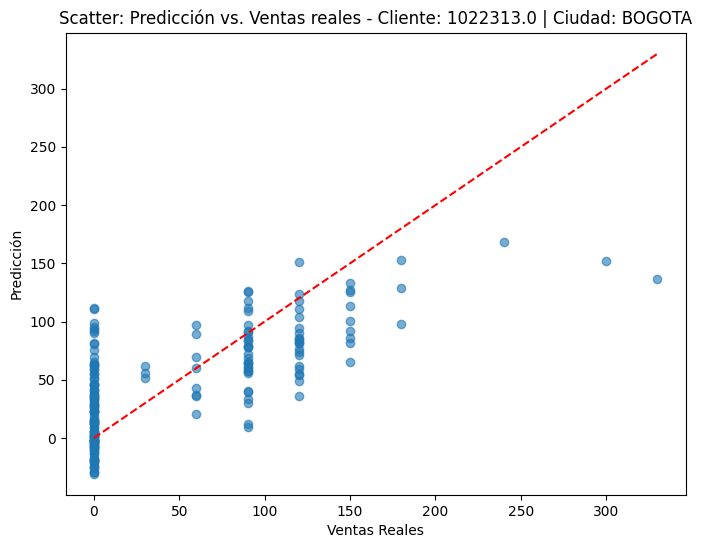 Scatter: Predicción vs. Ventas reales - Cliente: 1022313.0 | Ciudad: BOGOTA
Predicción
300
250
200
150
100
50
0
0 50 100 150 200 250 300
Ventas Reales